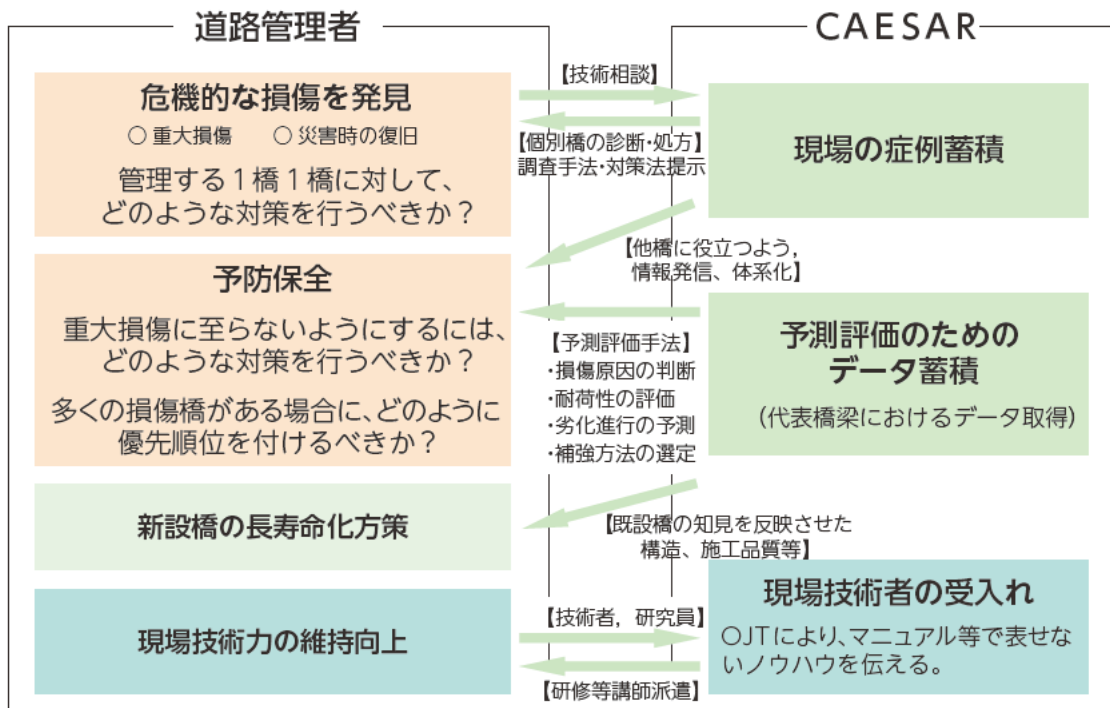 道路管理者
危機的な損傷を発見
○ 重大損傷　○ 災害時の復旧
管理する１橋１橋に対して、
どのような対策を行うべきか？
予防保全
重大損傷に至らないようにするには、
どのような対策を行うべきか？
多くの損傷橋がある場合に、どのように
優先順位を付けるべきか？
新設橋の長寿命化方策
現場技術力の維持向上
【技術相談】
【個別橋の診断・処方】
調査手法・対策法提示
【他橋に役立つよう，
情報発信、体系化】
【予測評価手法】
・損傷原因の判断
・耐荷性の評価
・劣化進行の予測
・補強方法の選定
【既設橋の知見を反映させた
構造、施工品質等】
【技術者，研究員】
【研修等講師派遣】
CAESAR
現場の症例蓄積
予測評価のための
データ蓄積
（代表橋梁におけるデータ取得）
現場技術者の受入れ
OJTにより、マニュアル等で表せな
いノウハウを伝える。